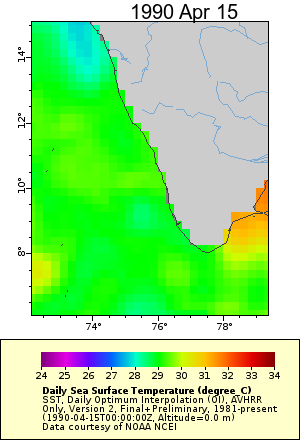 1990 Apr 15
14°
12°
10°
8°
74°
76°
78°
24 25 26 27 28 29 30 31 32 33 34
Daily Sea Surface Temperature (degree_C)
SST, Daily Optimum Interpolation (OI), AVHRR
Only, Version 2, Final+Preliminary, 1981-present
(1990-04-15T00:00:00Z, Altitude=0.0 m)
Data courtesy of NOAA NCEI